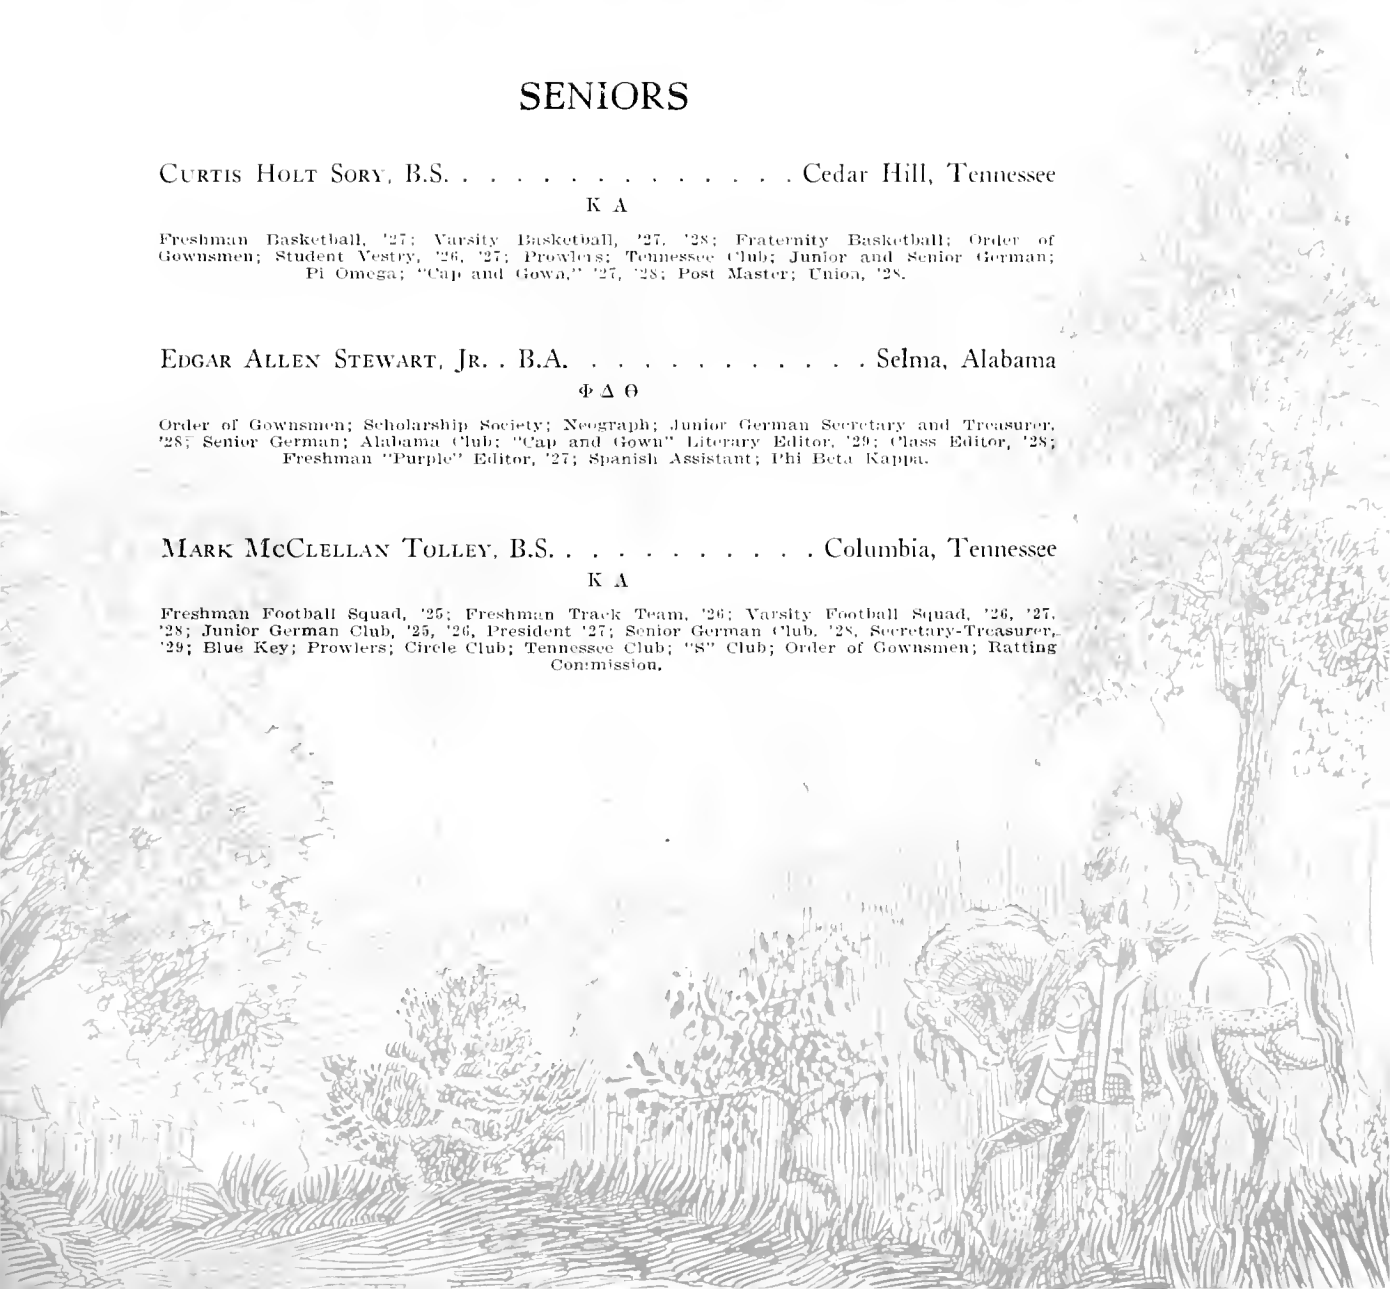 SENIORS
CURTIS HOLT SORY, B.S. . . . . . . . . . . . . . Cedar Hill, Tennessee
K A
Freshman Basketball, '27; Varsity Basketball, '27, '28; Fraternity Basketball; Order of
Gownsmen; Student Vestry, '26, '27; Prowlers; Tennessee Club; Junior and Senior German;
Pi Omega; "Cap and Gown," '27, '28; Post Master; Union, '28.
EDGAR ALLEN STEWART, JR. . B.A. . . . . . . . . . . . Selma, Alabama
Φ Δ Θ
Order of Gownsmen; Scholarship Society; Neograph; Junior German Secretary and Treasurer,
'28; Senior German; Alabama Club; "Cap and Gown" Literary Editor, '29; Class Editor, '28;
Freshman "Purple" Editor, '27; Spanish Assistant; Phi Beta Kappa.
MARK MCCLELLAN TOLLEY, B.S. . . . . . . . . . . Columbia, Tennessee
K A
Freshman Football Squad, '25; Freshman Track Team, '26; Varsity Football Squad, '26, '27,
'28; Junior German Club, '25, '26, President '27; Senior German Club, '28, Secretary-Treasurer,
'29; Blue Key; Prowlers; Circle Club; Tennessee Club; "S" Club; Order of Gownsmen; Ratting
Commission.